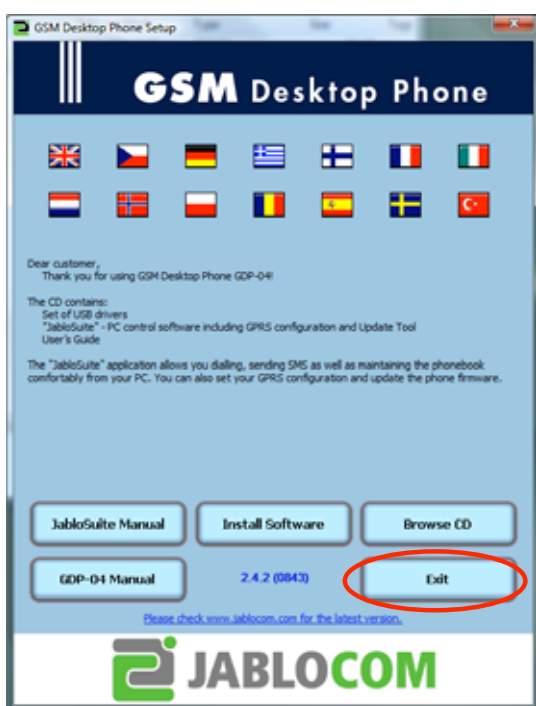 GSM Desktop Phone Setup
GSM Desktop Phone
Dear customer,
Thank you for using GSM Desktop Phone GDP-04!
The CD contains:
Set of USB drivers
"JabloSuite" - PC control software including GPRS configuration and Update Tool
User's Guide
The "JabloSuite" application allows you dialling, sending SMS as well as maintaining the phonebook
comfortably from your PC. You can also set your GPRS configuration and update the phone firmware.
JabloSuite Manual
Install Software
Browse CD
GDP-04 Manual
2.4.2 (0843)
Exit
Please check www.jablocom.com for the latest version.
JABLOCOM